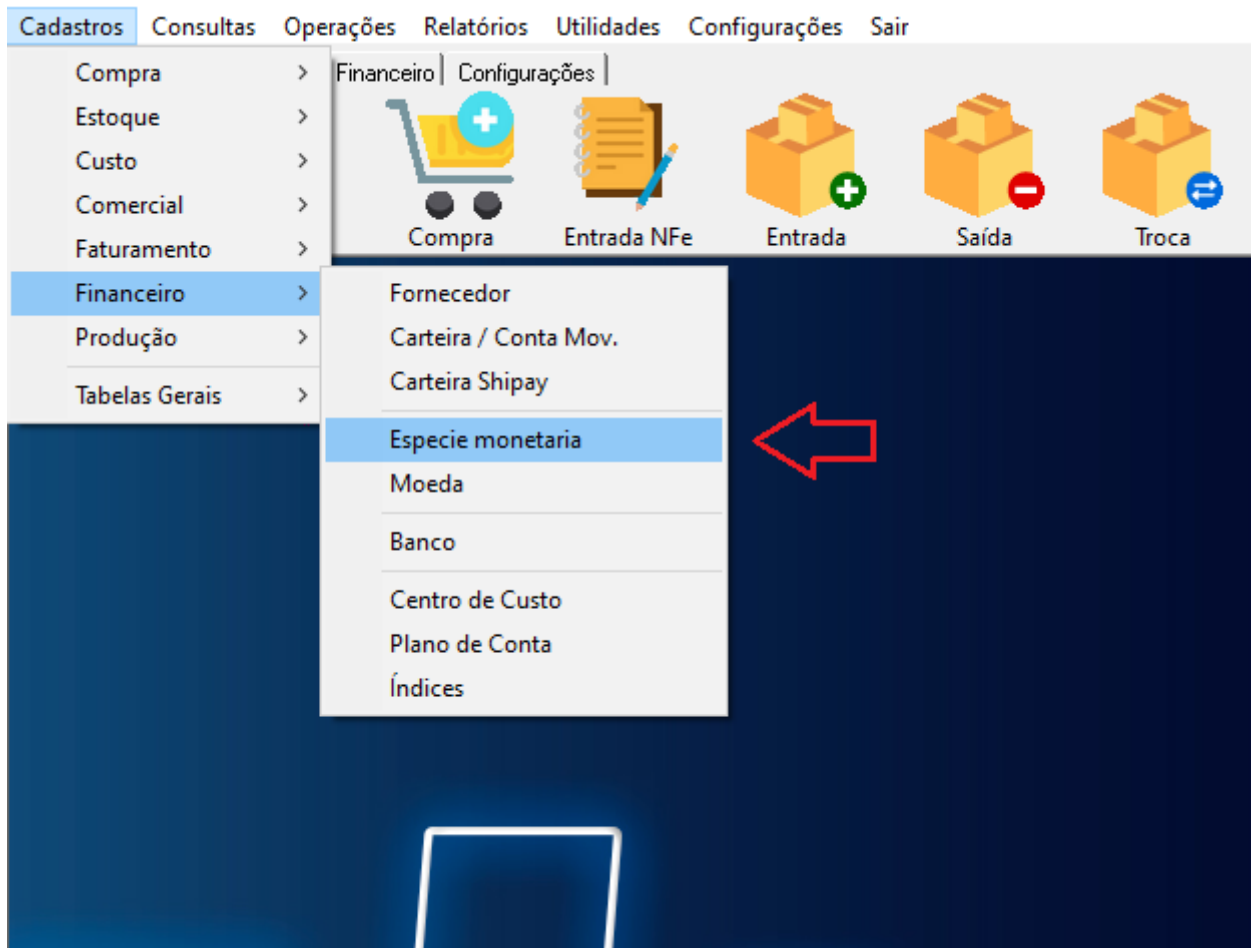 Cadastros Consultas Operações Relatórios Utilidades Configurações Sair
Compra
Estoque
Custo
Comercial
Faturamento
Financeiro
Produção
Tabelas Gerais
Financeiro Configurações
Compra Entrada NFe Entrada Saída Troca
Fornecedor
Carteira / Conta Mov.
Carteira Shipay
Especie monetaria
Moeda
Banco
Centro de Custo
Plano de Conta
Índices